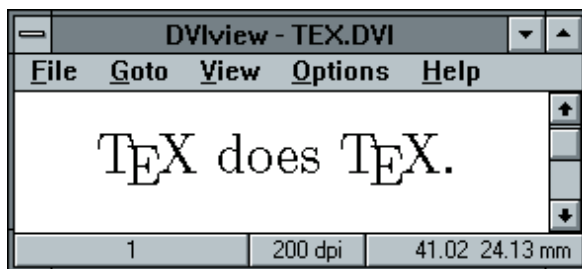 DVIview - TEX.DVI
File Goto View Options Help
TEX does TEX.
1 200 dpi 41.02 24.13 mm